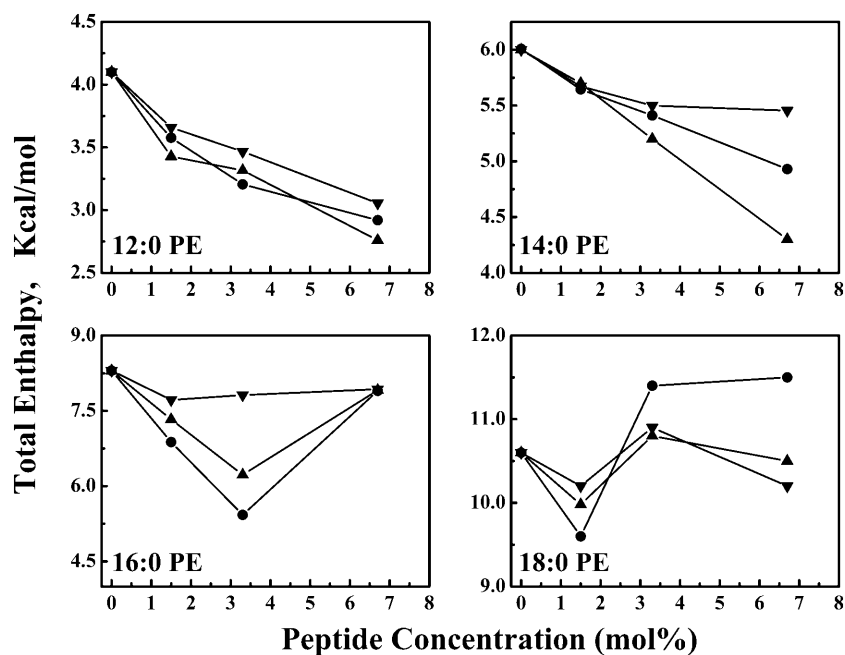 Total Enthalpy, Kcal/mol
4.5
4.0
3.5
3.0
2.5
12:0 PE
0 1 2 3 4 5 6 7 8
6.0
5.5
5.0
4.5
4.0
14:0 PE
0 1 2 3 4 5 6 7 8
9.0
7.5
6.0
4.5
16:0 PE
0 1 2 3 4 5 6 7 8
12.0
11.0
10.0
9.0
18:0 PE
0 1 2 3 4 5 6 7 8
Peptide Concentration (mol%)